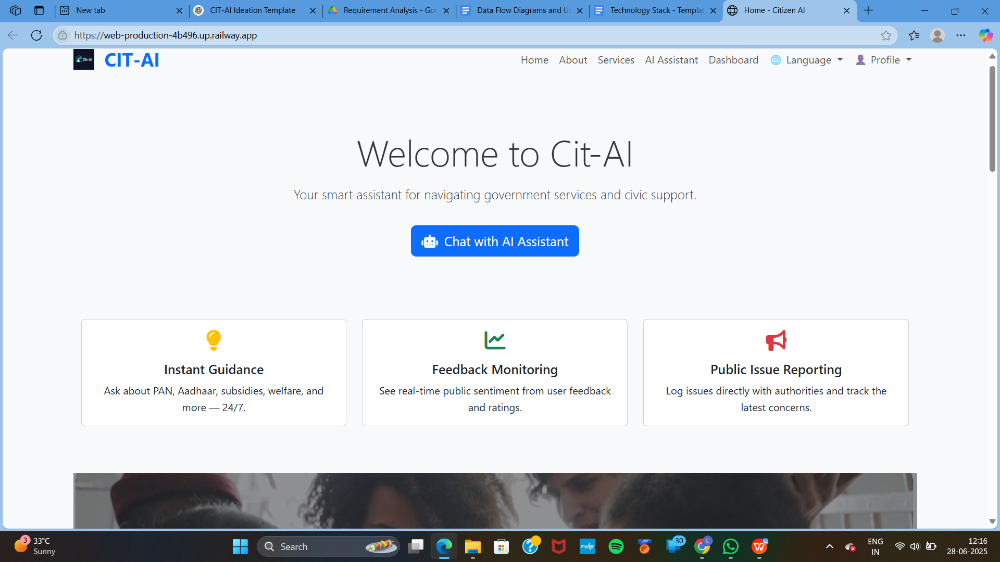 New tab
CIT-AI Ideation Template
Requirement Analysis - Goo
Data Flow Diagrams and Us
Technology Stack - Templat
Home - Citizen AI
https://web-production-4b496.up.railway.app
Cit-AI
CIT-AI
Home
About
Services
AI Assistant
Dashboard
Language
Profile
Welcome to Cit-AI
Your smart assistant for navigating government services and civic support.
Chat with AI Assistant
Instant Guidance
Ask about PAN, Aadhaar, subsidies, welfare, and
more — 24/7.
Feedback Monitoring
See real-time public sentiment from user feedback
and ratings.
Public Issue Reporting
Log issues directly with authorities and track the
latest concerns.
3
33°C
Sunny
Search
myhp
30
L
W
ENG
IN
12:16
28-06-2025